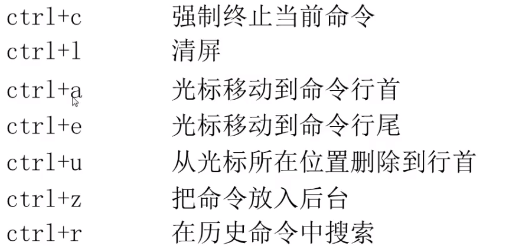 ctrl+c 强制终止当前命令
ctrl+l 清屏
ctrl+a 光标移动到命令行首
ctrl+e 光标移动到命令行尾
ctrl+u 从光标所在位置删除到行首
ctrl+z 把命令放入后台
ctrl+r 在历史命令中搜索